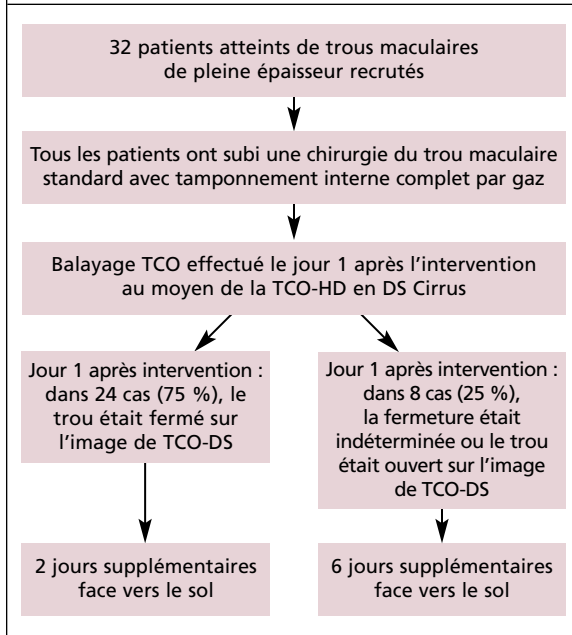 32 patients atteints de trous maculaires
de pleine épaisseur recrutés
Tous les patients ont subi une chirurgie du trou maculaire
standard avec tamponnement interne complet par gaz
Balayage TCO effectué le jour 1 après l'intervention
au moyen de la TCO-HD en DS Cirrus
Jour 1 après intervention :
dans 24 cas (75 %), le
trou était fermé sur
l'image de TCO-DS
Jour 1 après intervention :
dans 8 cas (25 %),
la fermeture était
indéterminée ou le trou
était ouvert sur l'image
de TCO-DS
2 jours supplémentaires
face vers le sol
6 jours supplémentaires
face vers le sol